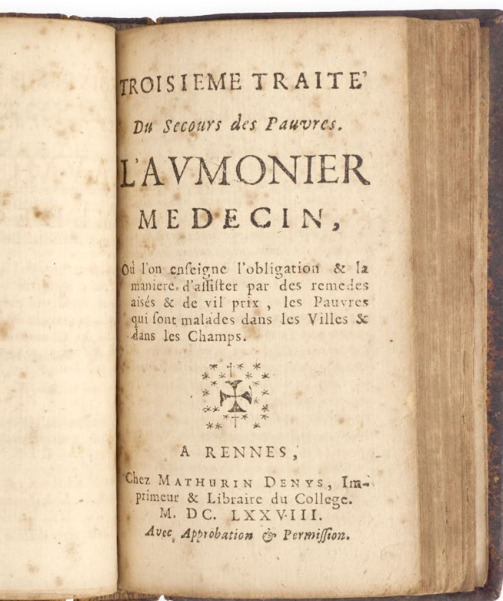 TROISIEME TRAITE'
Du Secours des Pauvres.
L'AVMONIER
MEDECIN,
Où l'on enseigne l'obligation & la
maniere, d'assister par des remedes
aisés & de vil prix, les Pauvres
qui sont malades dans les Villes &
dans les Champs.
A RENNES,
Chez MATHURIN DENYS, Im-
primeur & Libraire du College.
M. DC. LXXVIII.
Avec Approbation & Permission.